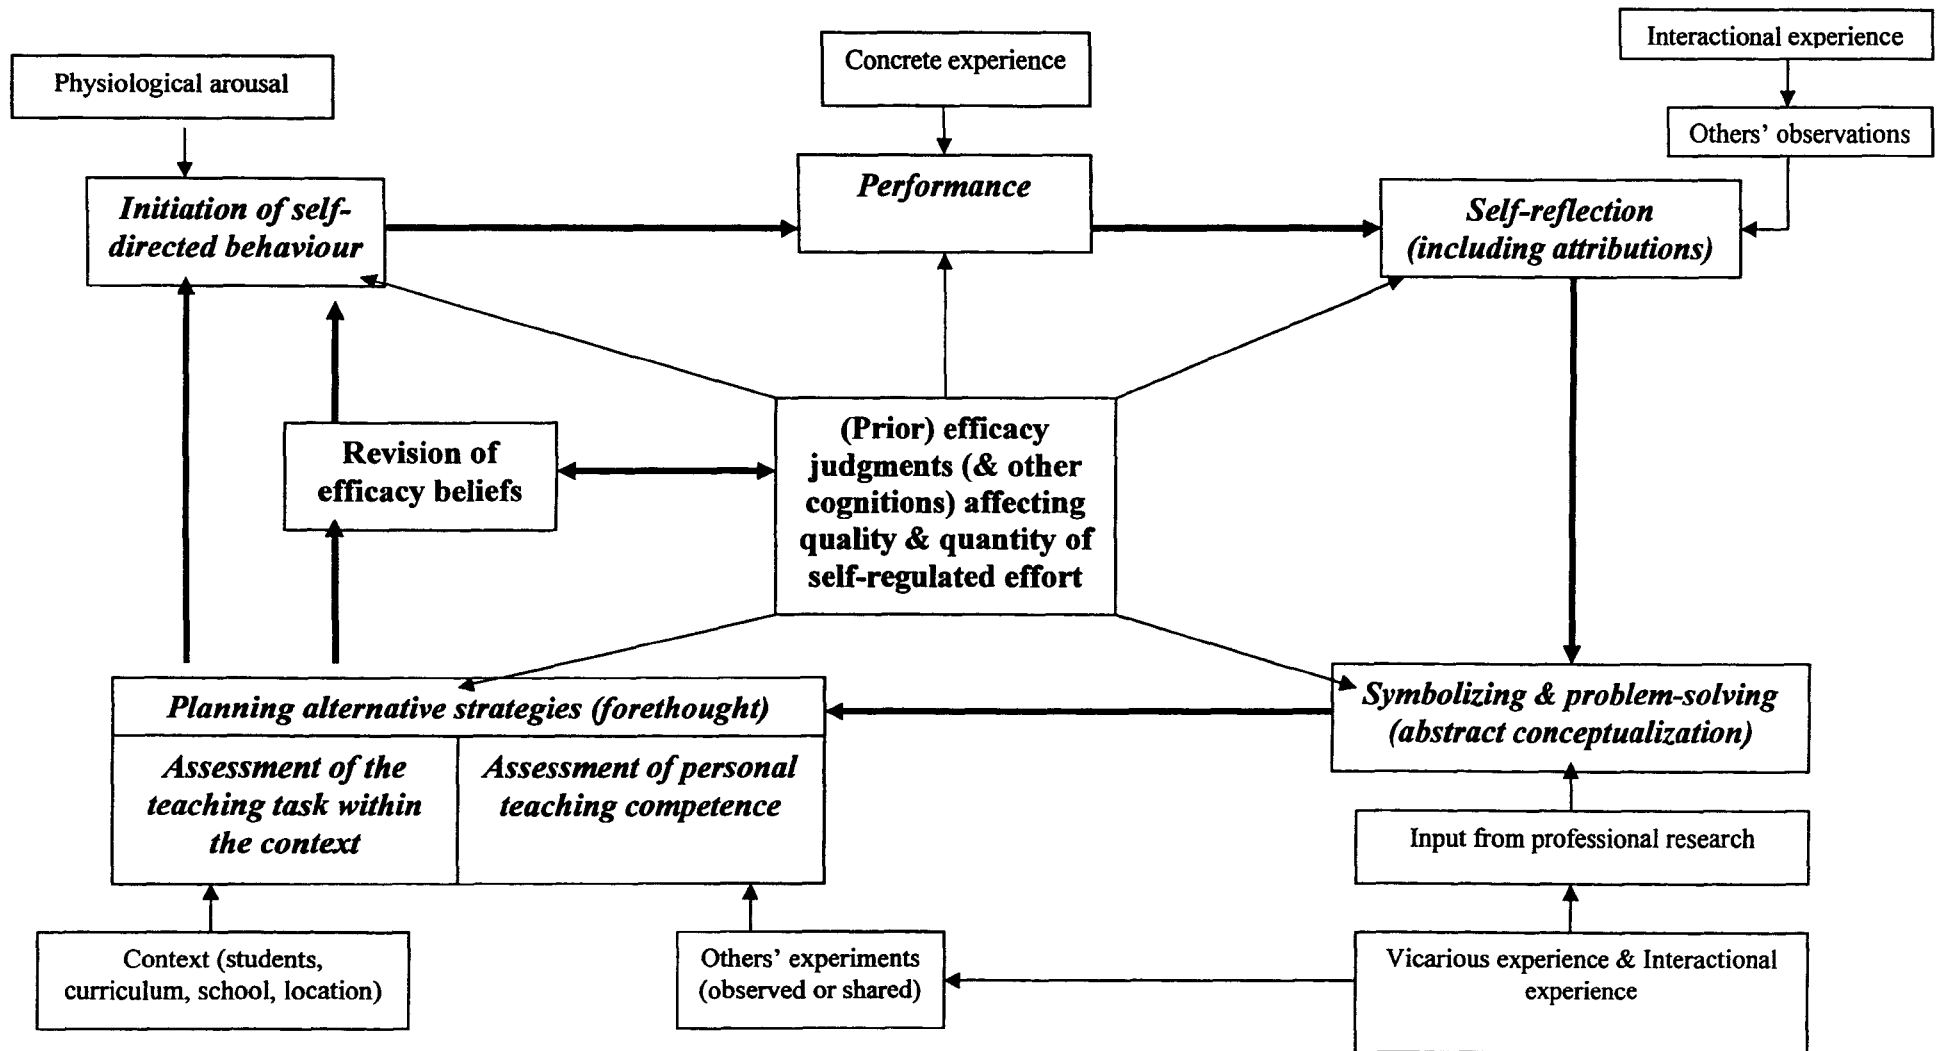 Interactional experience
Concrete experience
Physiological arousal
Others’ observations
Performance
Initiation of self-
directed behaviour
Self-reflection
(including attributions)
(Prior) efficacy
judgments (& other
cognitions) affecting
quality & quantity of
self-regulated effort
Revision of
efficacy beliefs
Planning alternative strategies (forethought)
Symbolizing & problem-solving
(abstract conceptualization)
Assessment of the
teaching task within
the context
Assessment of personal
teaching competence
Input from professional research
Context (students,
curriculum, school, location)
Others’ experiments
(observed or shared)
Vicarious experience & Interactional
experience